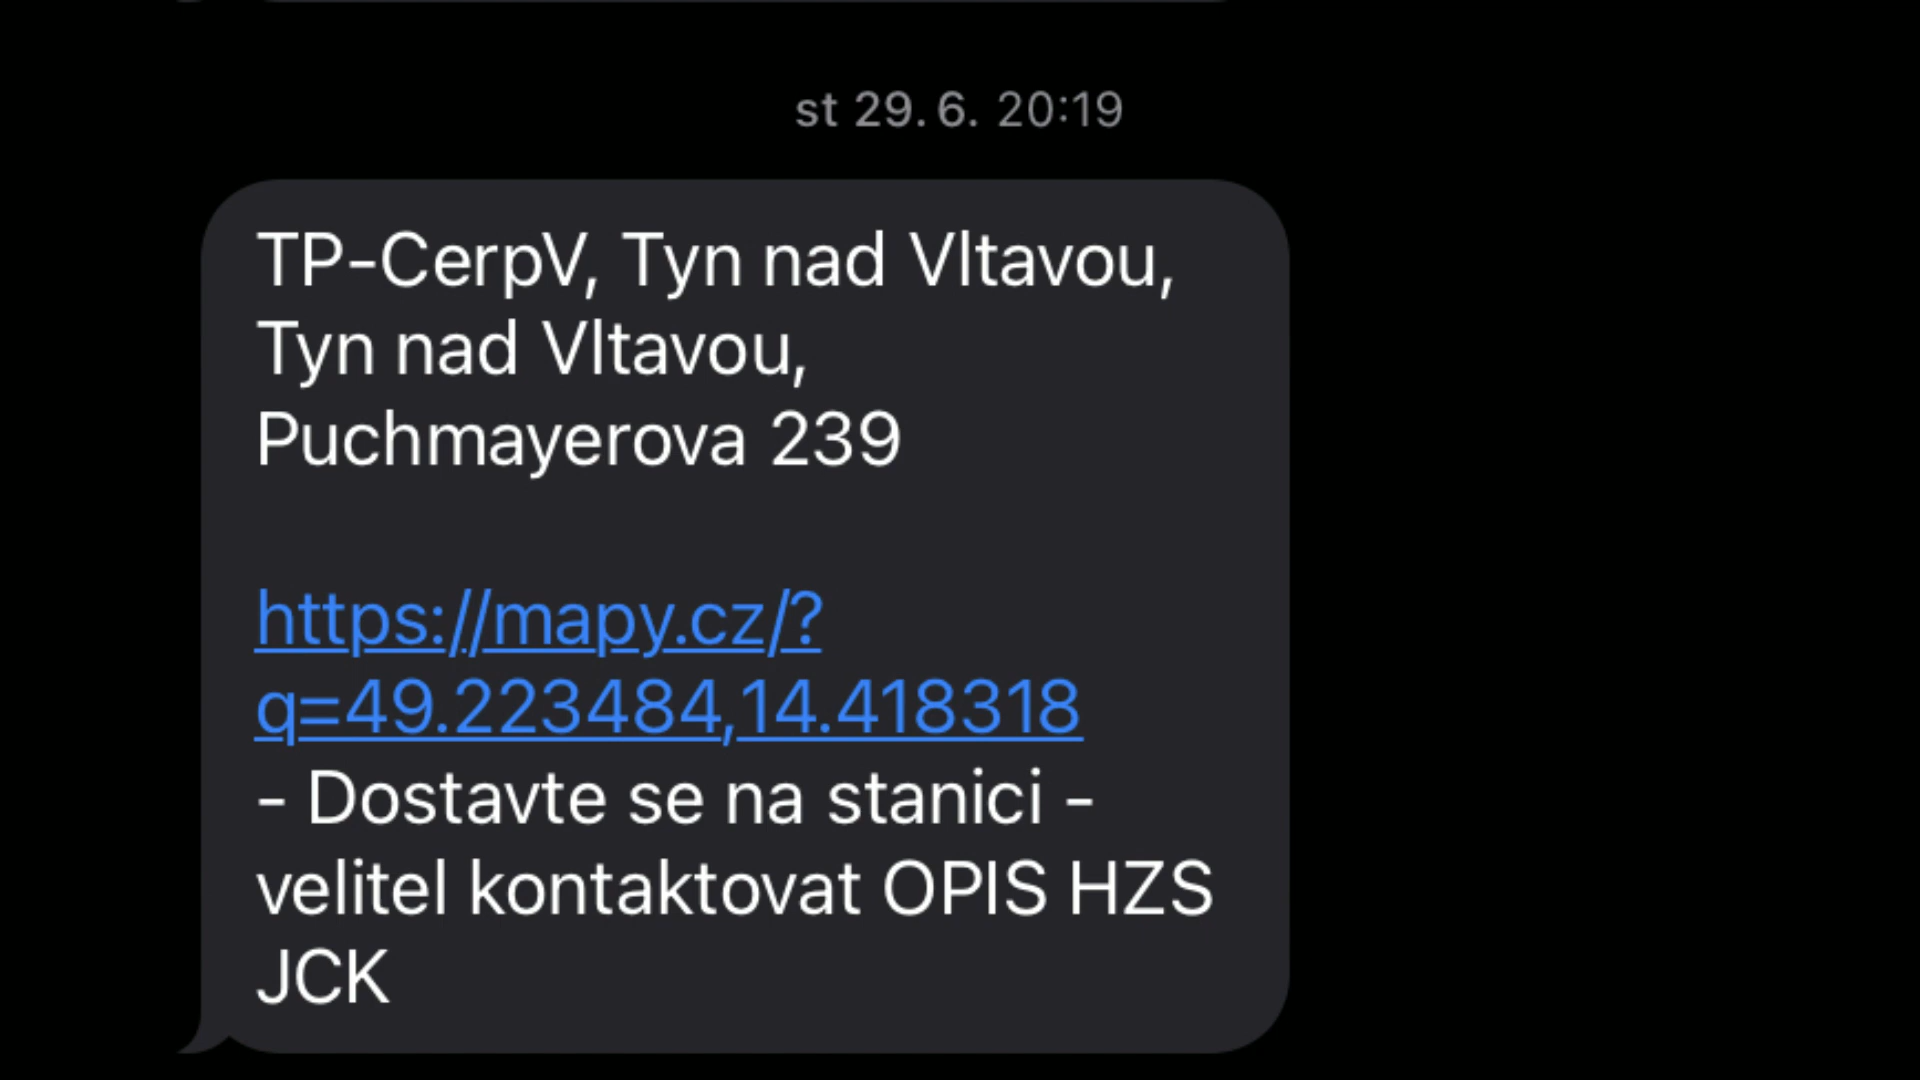 st 29. 6. 20:19
TP-CerpV, Tyn nad Vltavou,
Tyn nad Vltavou,
Puchmayerova 239
https://mapy.cz/?
q=49.223484,14.418318
- Dostavte se na stanici -
velitel kontaktovat OPIS HZS
JCK